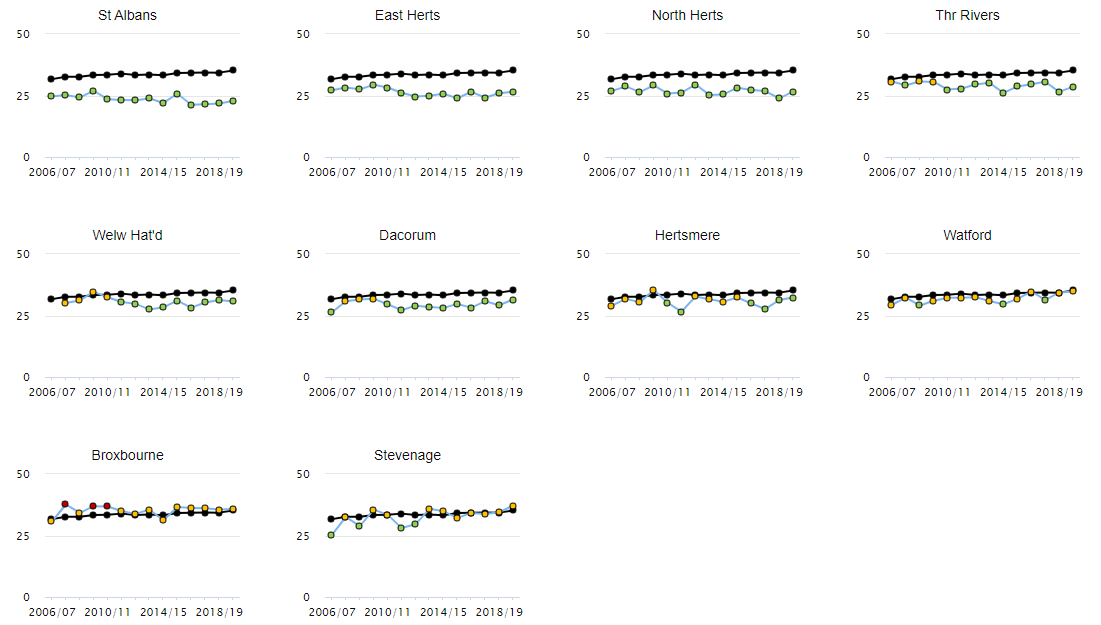 St Albans East Herts North Herts Thr Rivers
50 50 50 50
25 25 25 25
0 0 0 0
2006/07 2010/11 2014/15 2018/19 2006/07 2010/11 2014/15 2018/19 2006/07 2010/11 2014/15 2018/19 2006/07 2010/11 2014/15 2018/19
Welw Hat'd Dacorum Hertsmere Watford
50 50 50 50
25 25 25 25
0 0 0 0
2006/07 2010/11 2014/15 2018/19 2006/07 2010/11 2014/15 2018/19 2006/07 2010/11 2014/15 2018/19 2006/07 2010/11 2014/15 2018/19
Broxbourne Stevenage
50 50
25 25
0 0
2006/07 2010/11 2014/15 2018/19 2006/07 2010/11 2014/15 2018/19